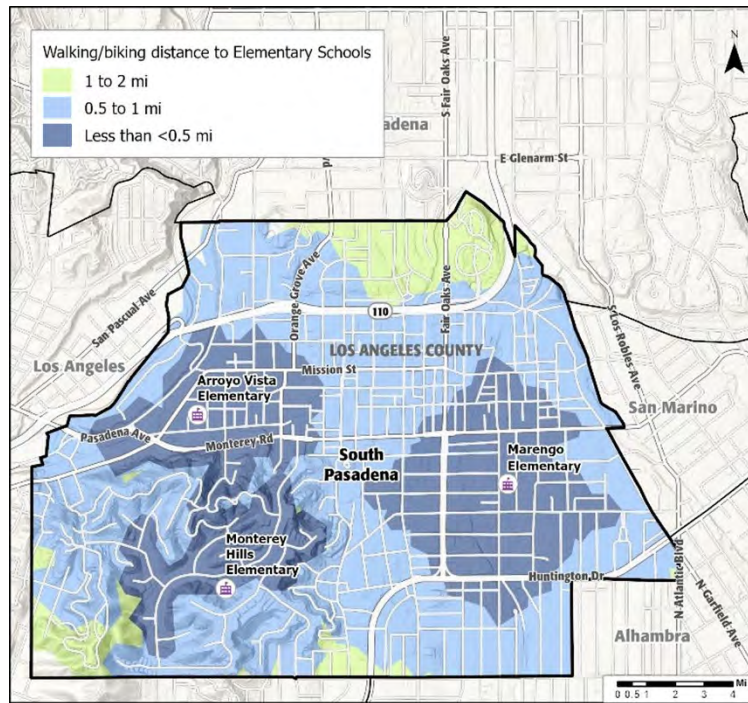 Walking/biking distance to Elementary Schools
1 to 2 mi
0.5 to 1 mi
Less than <0.5 mi
N
S Fair Oaks Ave
adena
E Glenarm St
Orange Grove Ave
San Pascual Ave
Fair Oaks Ave
110
S Los Robles Ave
Los Angeles
LOS ANGELES COUNTY
Mission St
Arroyo Vista
Elementary
San Marino
Pasadena Ave
Monterey Rd
South
Pasadena
Marengo
Elementary
Monterey
Hills
Elementary
Huntington Dr
N Atlantic Blvd
N Garfield Ave
Alhambra
Mi
0 0.5 1 2 3 4